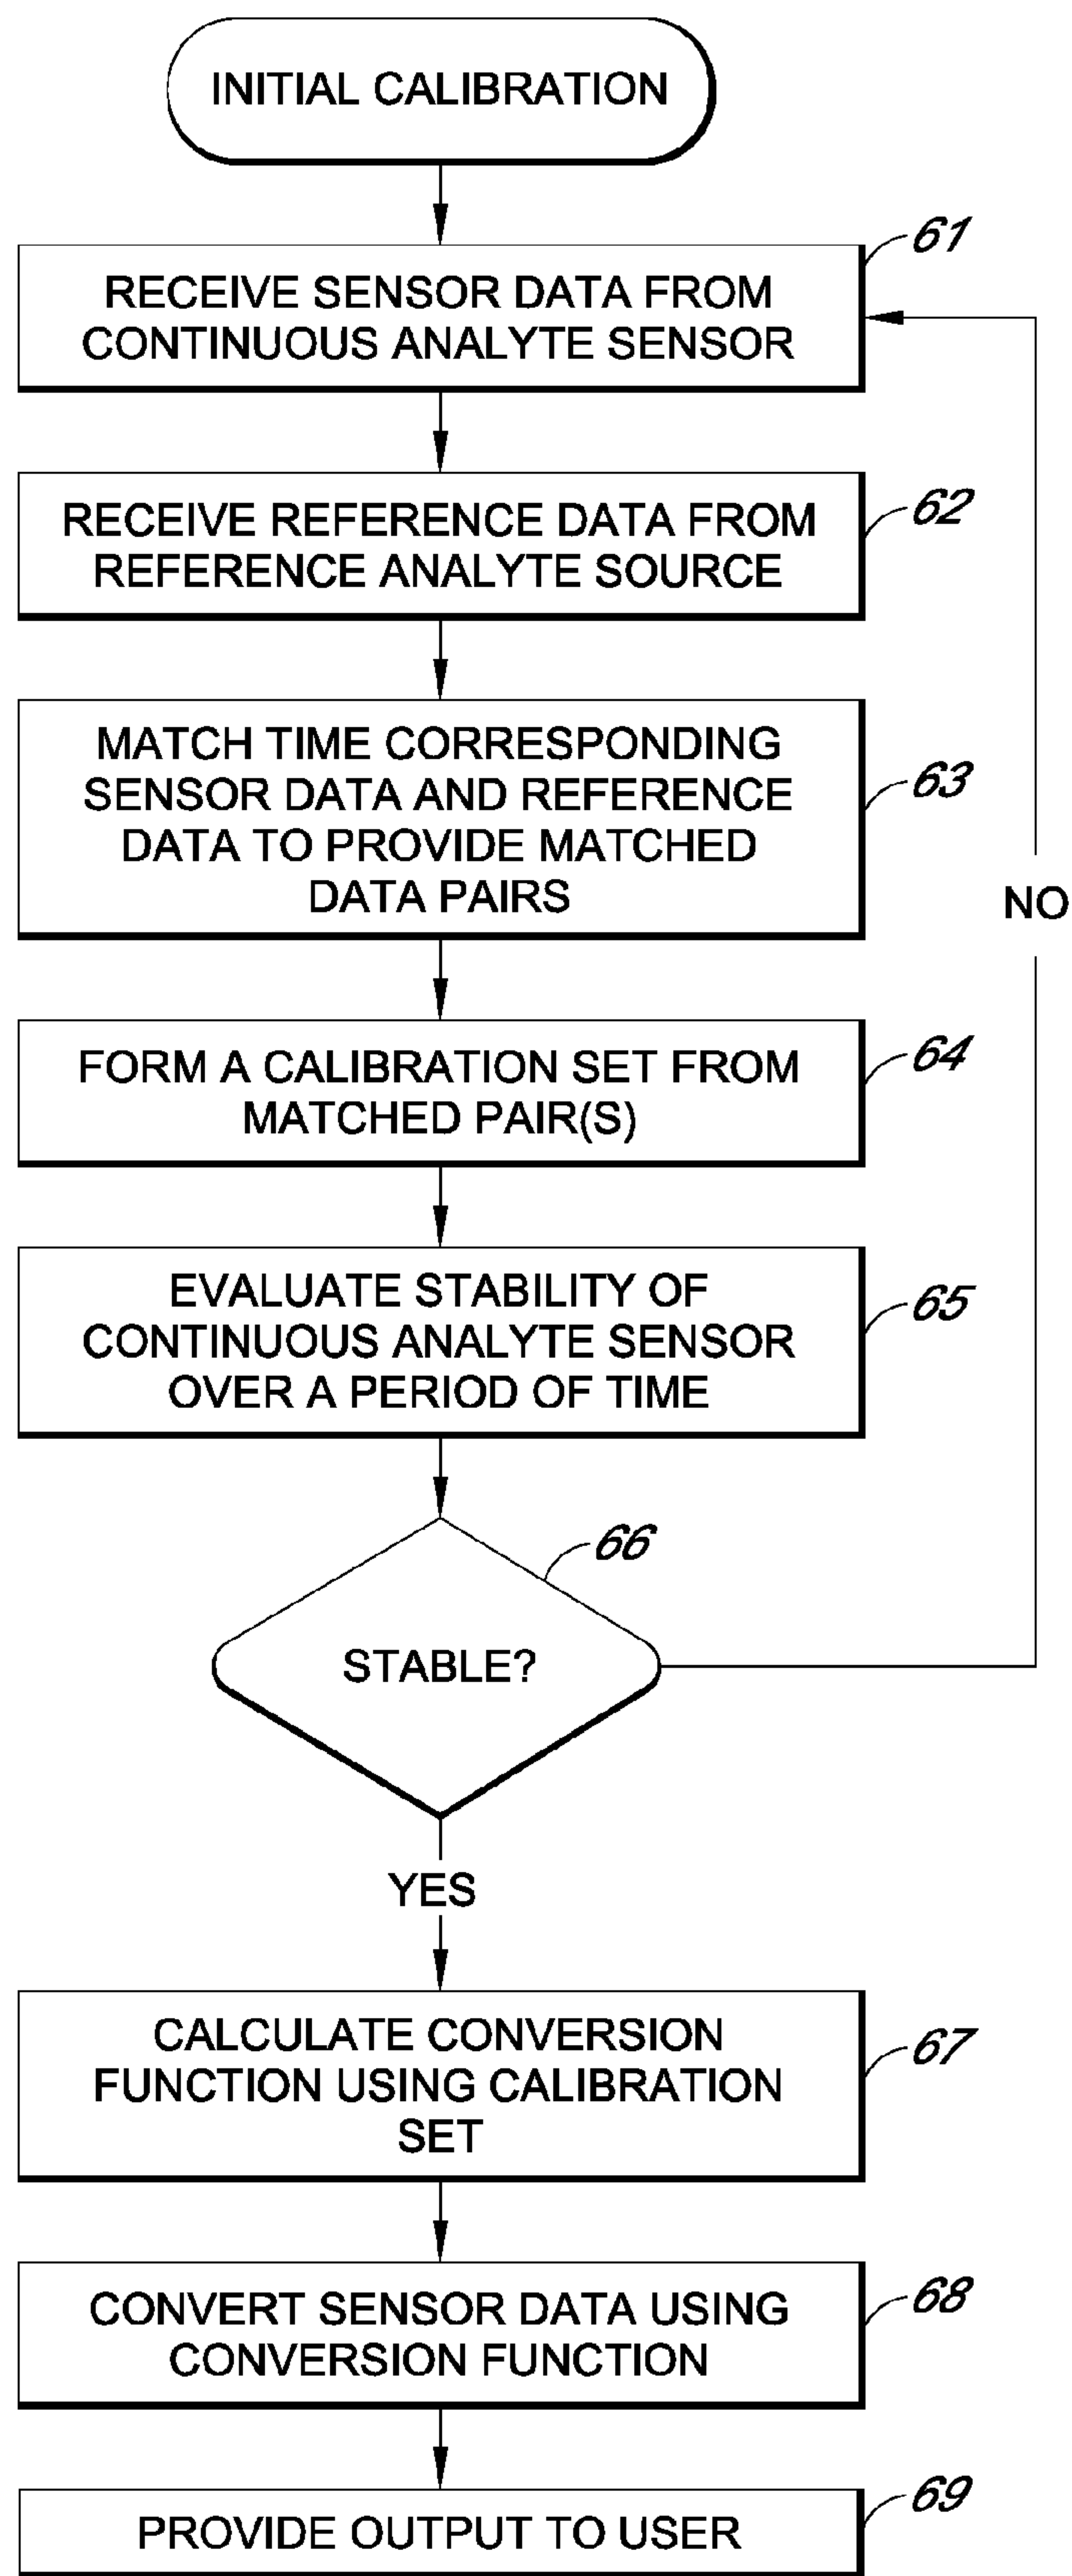 INITIAL CALIBRATION
61
RECEIVE SENSOR DATA FROM
CONTINUOUS ANALYTE SENSOR
62
RECEIVE REFERENCE DATA FROM
REFERENCE ANALYTE SOURCE
63
MATCH TIME CORRESPONDING
SENSOR DATA AND REFERENCE
DATA TO PROVIDE MATCHED
DATA PAIRS
NO
64
FORM A CALIBRATION SET FROM
MATCHED PAIR(S)
65
EVALUATE STABILITY OF
CONTINUOUS ANALYTE SENSOR
OVER A PERIOD OF TIME
66
STABLE?
YES
67
CALCULATE CONVERSION
FUNCTION USING CALIBRATION
SET
68
CONVERT SENSOR DATA USING
CONVERSION FUNCTION
69
PROVIDE OUTPUT TO USER